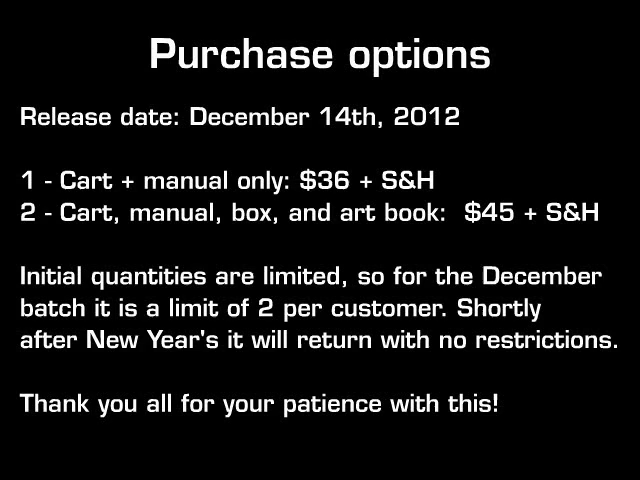 Purchase options
Release date: December 14th, 2012
1 - Cart + manual only: $36 + S&H
2 - Cart, manual, box, and art book:  $45 + S&H
Initial quantities are limited, so for the December
batch it is a limit of 2 per customer. Shortly
after New Year's it will return with no restrictions.
Thank you all for your patience with this!